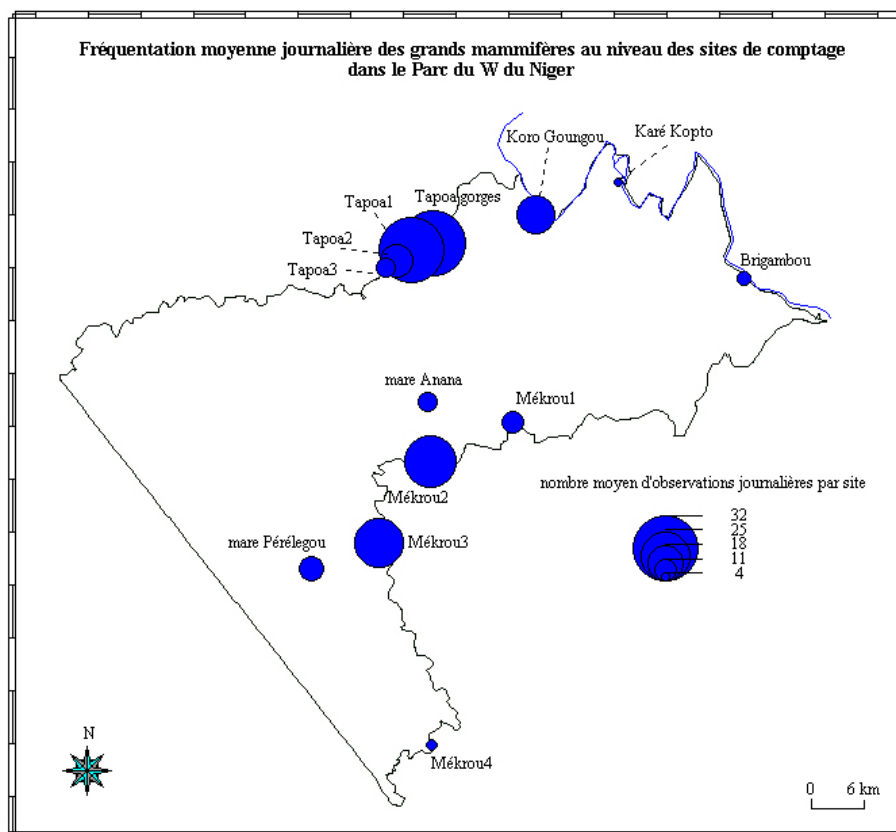 Fréquentation moyenne journalière des grands mammifères au niveau des sites de comptage
dans le Parc du W du Niger
Koro Goungou
Karé Kopto
Tapoa1
Tapoa gorges
Tapoa2
Tapoa3
Brigambou
mare Anana
Mékrou1
Mékrou2
nombre moyen d'observations journalières par site
32
25
18
11
4
mare Pérélegou
Mékrou3
N
Mékrou4
0 6 km